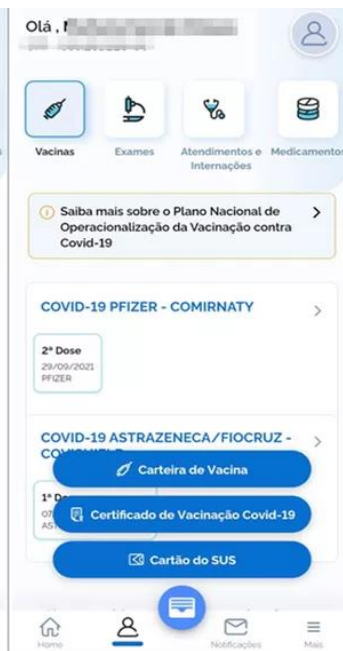 Olá ,
Vacinas
Exames
Atendimentos e
Internações
Medicamentos
Saiba mais sobre o Plano Nacional de
Operacionalização da Vacinação contra
Covid-19
COVID-19 PFIZER - COMIRNATY
2ª Dose
29/09/2021
PFIZER
COVID-19 ASTRAZENECA/FIOCRUZ -
Carteira de Vacina
1ª
Certificado de Vacinação Covid-19
Cartão do SUS
Home
Notificações
Mais